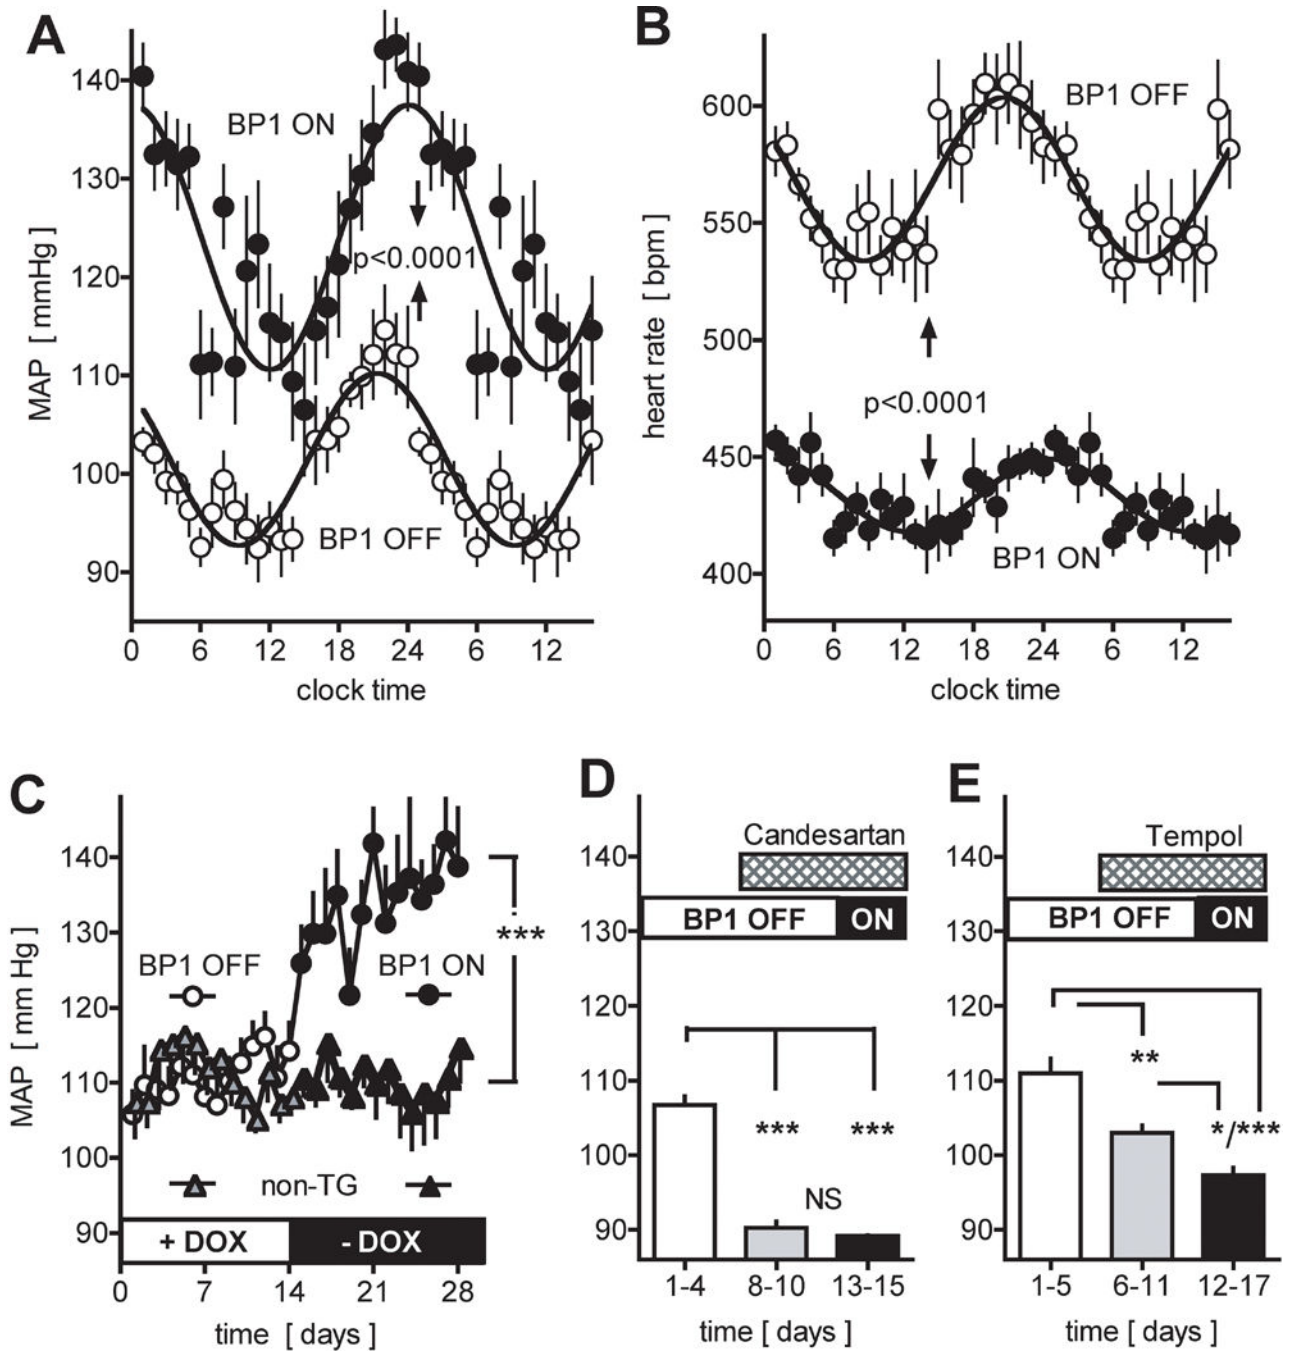 A
140
130
120
110
100
90
MAP [ mmHg]
BP1 ON
p<0.0001
BP1 OFF
0 6 12 18 24 6 12
clock time
B
600
550
500
450
400
heart rate [ bpm]
BP1 OFF
p<0.0001
BP1 ON
0 6 12 18 24 6 12
clock time
C
140
130
120
110
100
90
MAP [ mm Hg]
BP1 OFF BP1 ON
***
non-TG
+ DOX - DOX
0 7 14 21 28
time [ days ]
D
140
130
120
110
100
90
Candesartan
BP1 OFF ON
*** ***
NS
1-4 8-10 13-15
time [ days ]
E
140
130
120
110
100
90
Tempol
BP1 OFF ON
**
*/***
1-5 6-11 12-17
time [ days ]